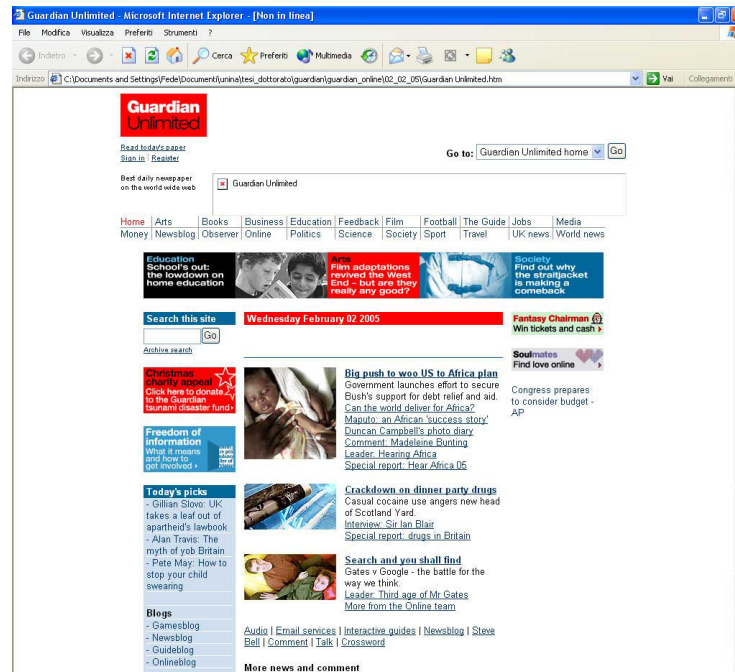 Guardian Unlimited - Microsoft Internet Explorer - [Non in linea]
File Modifica Visualizza Preferiti Strumenti ?
Indietro Cerca Preferiti Multimedia
Indirizzo C:\Documents and Settings\Fede\Documenti\unina\tesi_dottorato\guardian\guardian_online\02_02_05\Guardian Unlimited.htm Vai Collegamenti
Guardian
Unlimited
Read today's paper
Sign in | Register
Go to: Guardian Unlimited home Go
Best daily newspaper
on the world wide web
Guardian Unlimited
Home Arts Books Business Education Feedback Film Football The Guide Jobs Media
Money Newsblog Observer Online Politics Science Society Sport Travel UK news World news
Education
School's out:
the lowdown on
home education
Arts
Film adaptations
revived the West
End - but are they
really any good?
Society
Find out why
the straitjacket
is making a
comeback
Search this site
Go
Archive search
Christmas
charity appeal
Click here to donate
to the Guardian
tsunami disaster fund
Freedom of
information
What it means
and how to
get involved
Today's picks
- Gillian Slovo: UK
takes a leaf out of
apartheid's lawbook
- Alan Travis: The
myth of yob Britain
- Pete May: How to
stop your child
swearing
Blogs
- Gamesblog
- Newsblog
- Guideblog
- Onlineblog
Wednesday February 02 2005
Big push to woo US to Africa plan
Government launches effort to secure
Bush's support for debt relief and aid.
Can the world deliver for Africa?
Maputo: an African 'success story'
Duncan Campbell's photo diary
Comment: Madeleine Bunting
Leader: Hearing Africa
Special report: Hear Africa 05
Crackdown on dinner party drugs
Casual cocaine use angers new head
of Scotland Yard.
Interview: Sir Ian Blair
Special report: drugs in Britain
Search and you shall find
Gates v Google - the battle for the
way we think.
Leader: Third age of Mr Gates
More from the Online team
Audio | Email services | Interactive guides | Newsblog | Steve
Bell | Comment | Talk | Crossword
More news and comment
Fantasy Chairman
Win tickets and cash
Soulmates
Find love online
Congress prepares
to consider budget -
AP